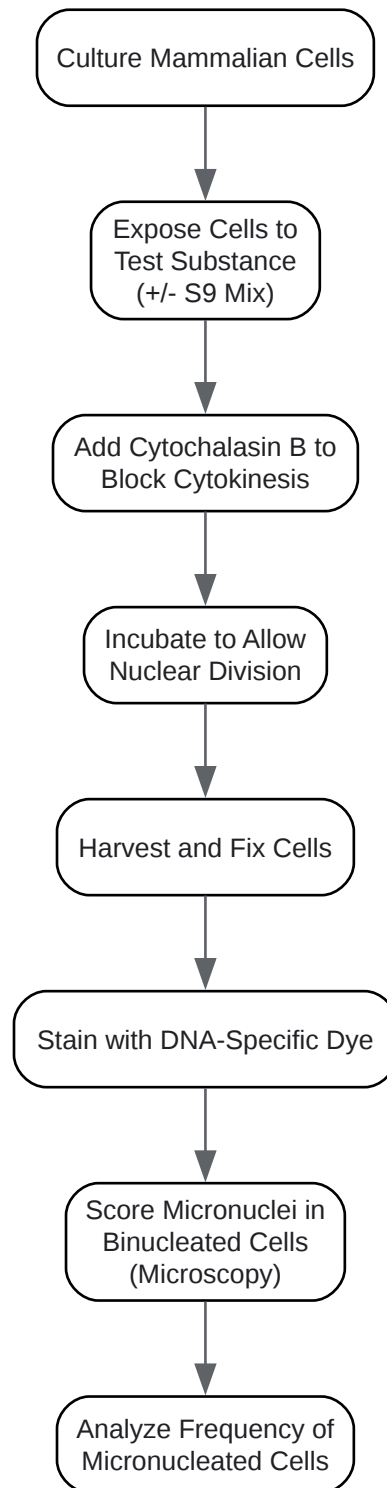 Culture Mammalian Cells
Expose Cells to
Test Substance
(+/- S9 Mix)
Add Cytochalasin B to
Block Cytokinesis
Incubate to Allow
Nuclear Division
Harvest and Fix Cells
Stain with DNA-Specific Dye
Score Micronuclei in
Binucleated Cells
(Microscopy)
Analyze Frequency of
Micronucleated Cells